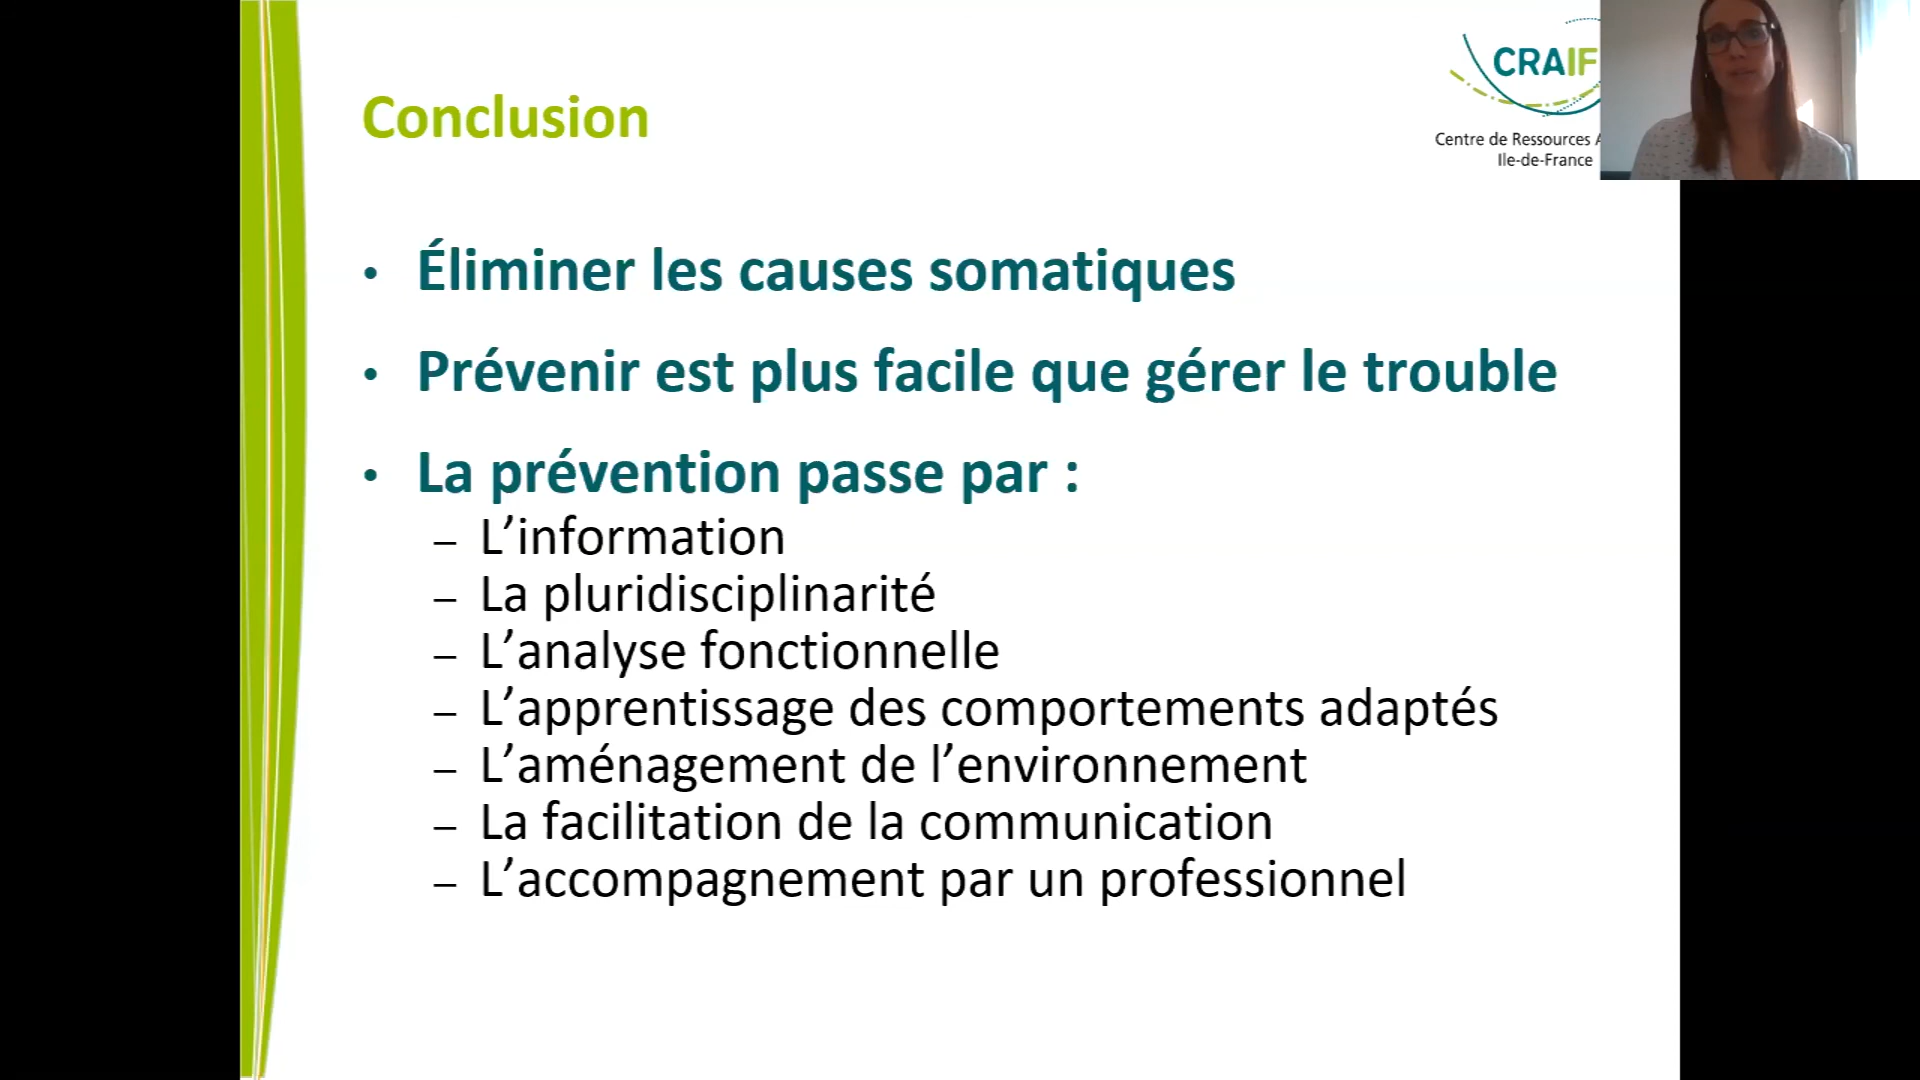 CRAIF
Centre de Ressources
Ile-de-France
Conclusion
• Éliminer les causes somatiques
• Prévenir est plus facile que gérer le trouble
• La prévention passe par :
– L’information
– La pluridisciplinarité
– L’analyse fonctionnelle
– L’apprentissage des comportements adaptés
– L’aménagement de l’environnement
– La facilitation de la communication
– L’accompagnement par un professionnel